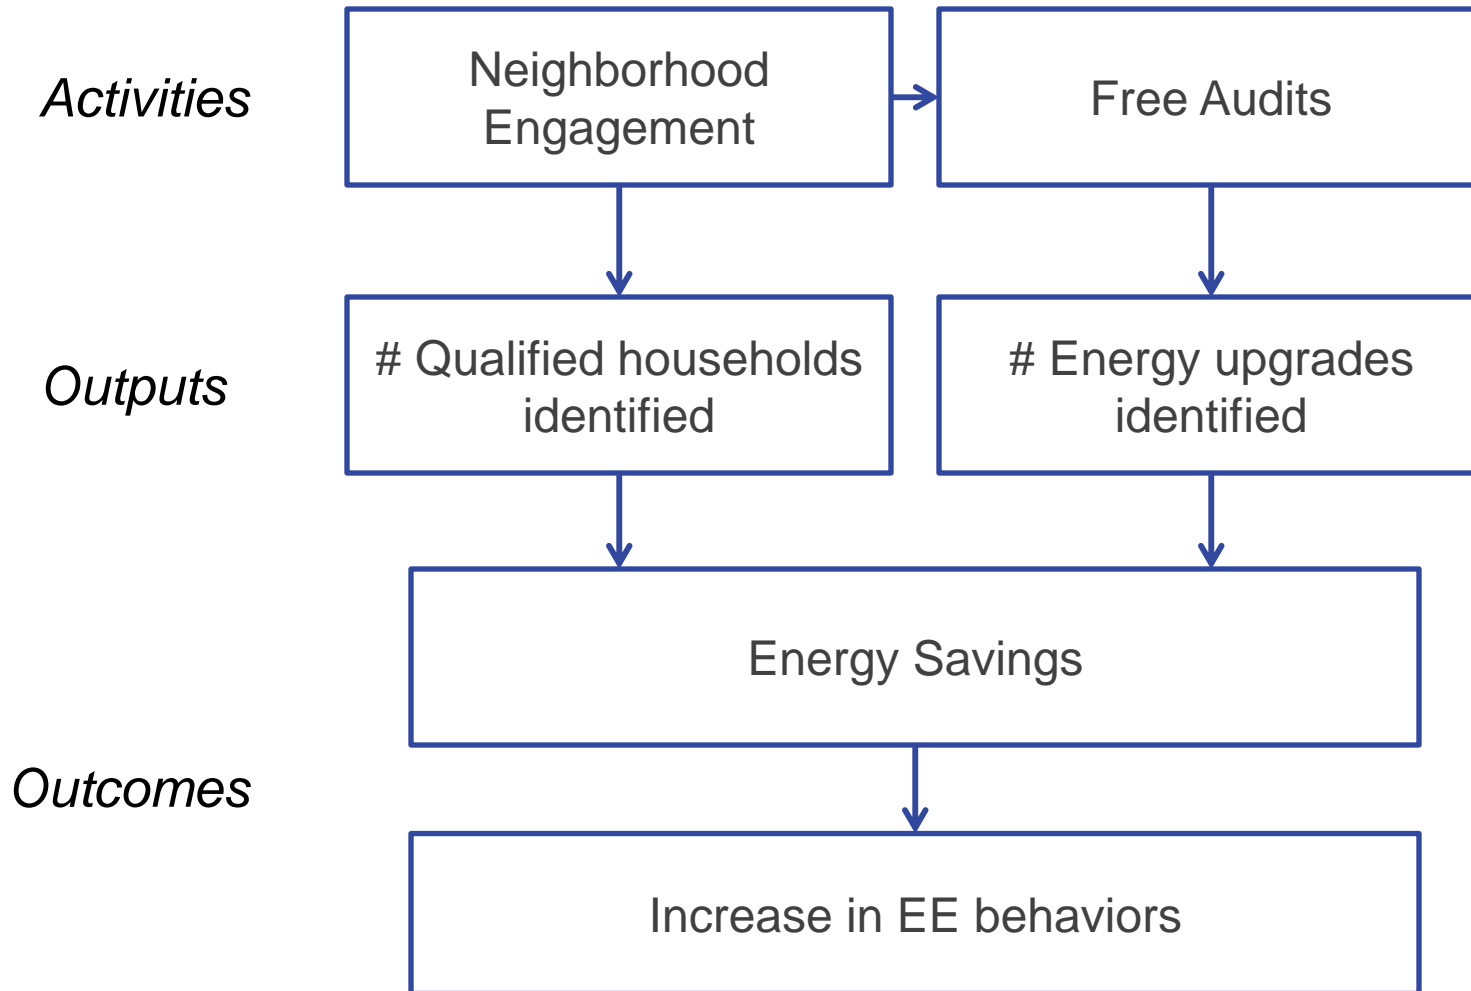 Activities
Neighborhood
Engagement
Free Audits
Outputs
# Qualified households
identified
# Energy upgrades
identified
Energy Savings
Outcomes
Increase in EE behaviors